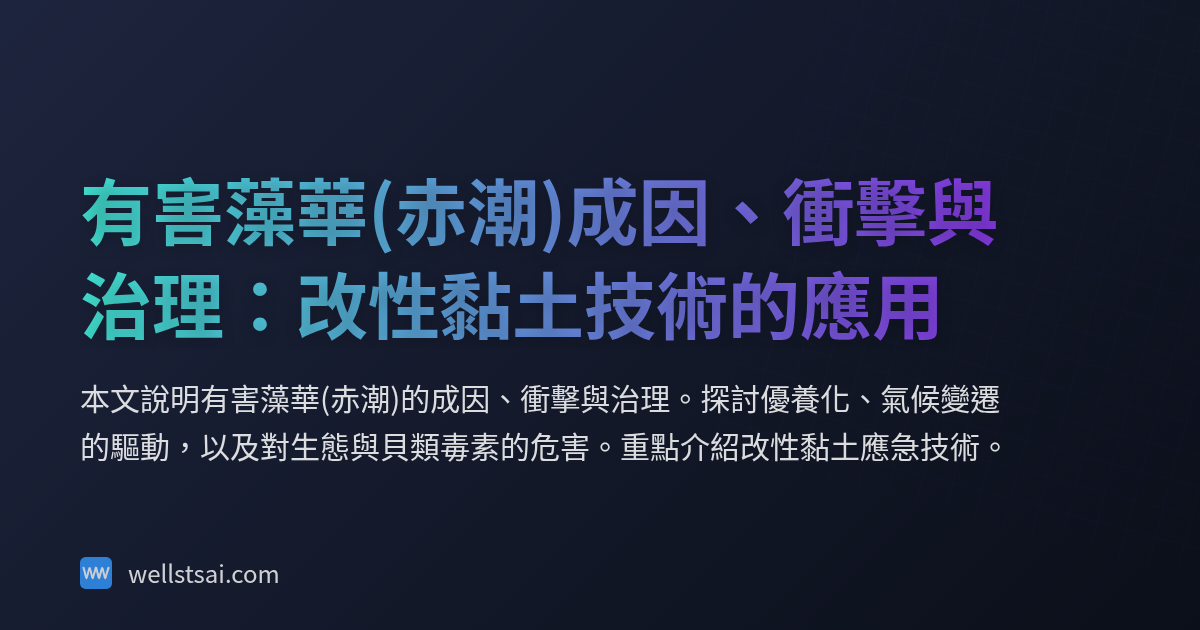 有害藻華(赤潮)成因、衝擊與
治理：改性黏土技術的應用
本文說明有害藻華(赤潮)的成因、衝擊與治理。探討優養化、氣候變遷
的驅動，以及對生態與貝類毒素的危害。重點介紹改性黏土應急技術。
wellstsai.com